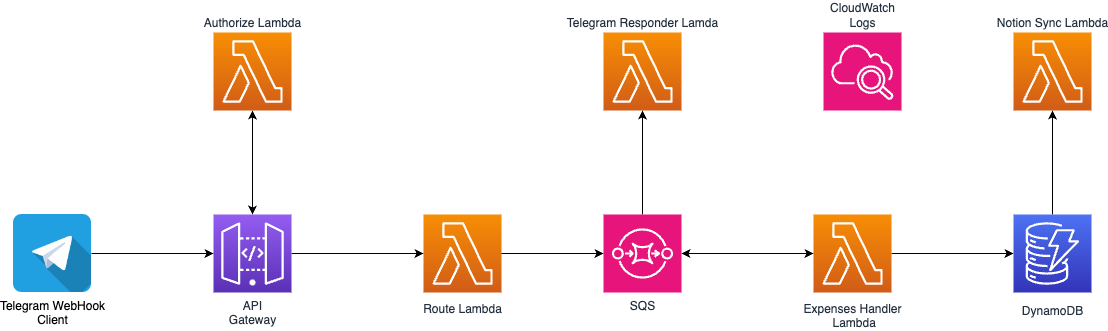 Authorize Lambda
Telegram Responder Lamda
CloudWatch
Logs
Notion Sync Lambda
Telegram WebHook
Client
API
Gateway
Route Lambda
SQS
Expenses Handler
Lambda
DynamoDB